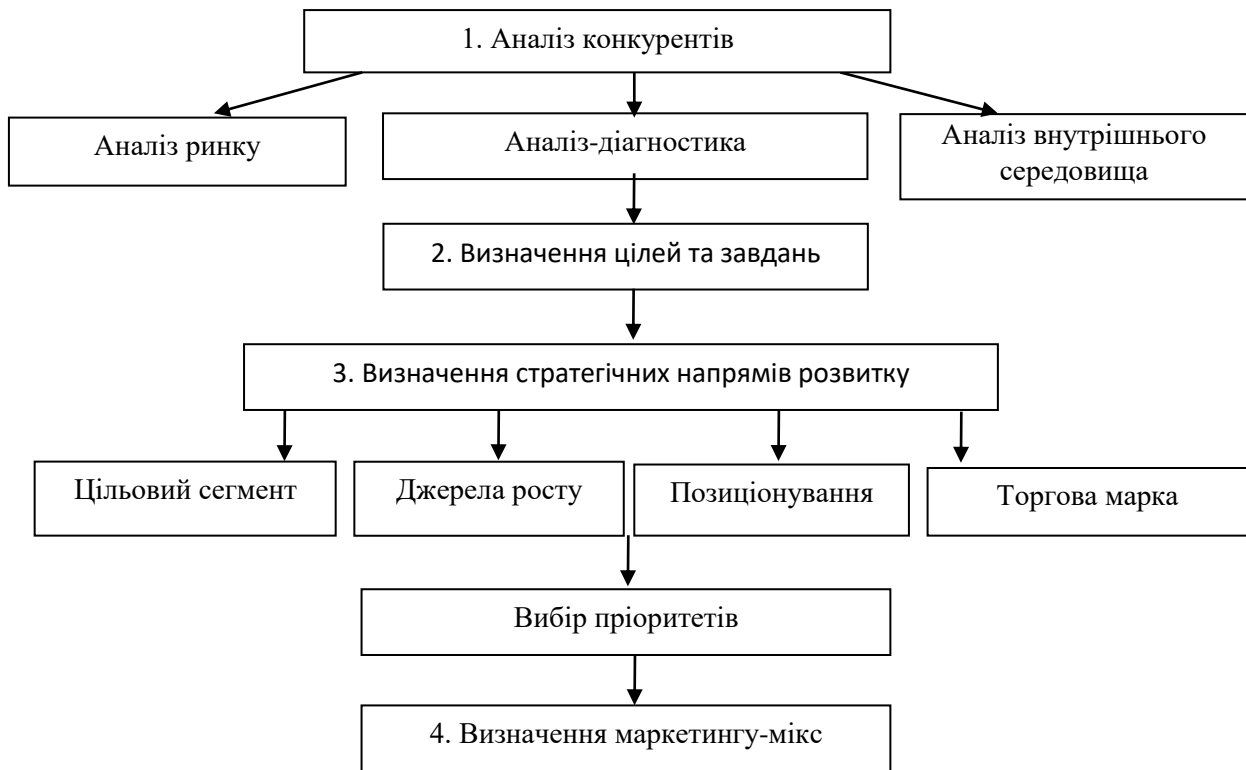 1. Аналіз конкурентів
Аналіз ринку
Аналіз-діагностика
Аналіз внутрішнього
середовища
2. Визначення цілей та завдань
3. Визначення стратегічних напрямів розвитку
Цільовий сегмент
Джерела росту
Позиціонування
Торгова марка
Вибір пріоритетів
4. Визначення маркетингу-мікс